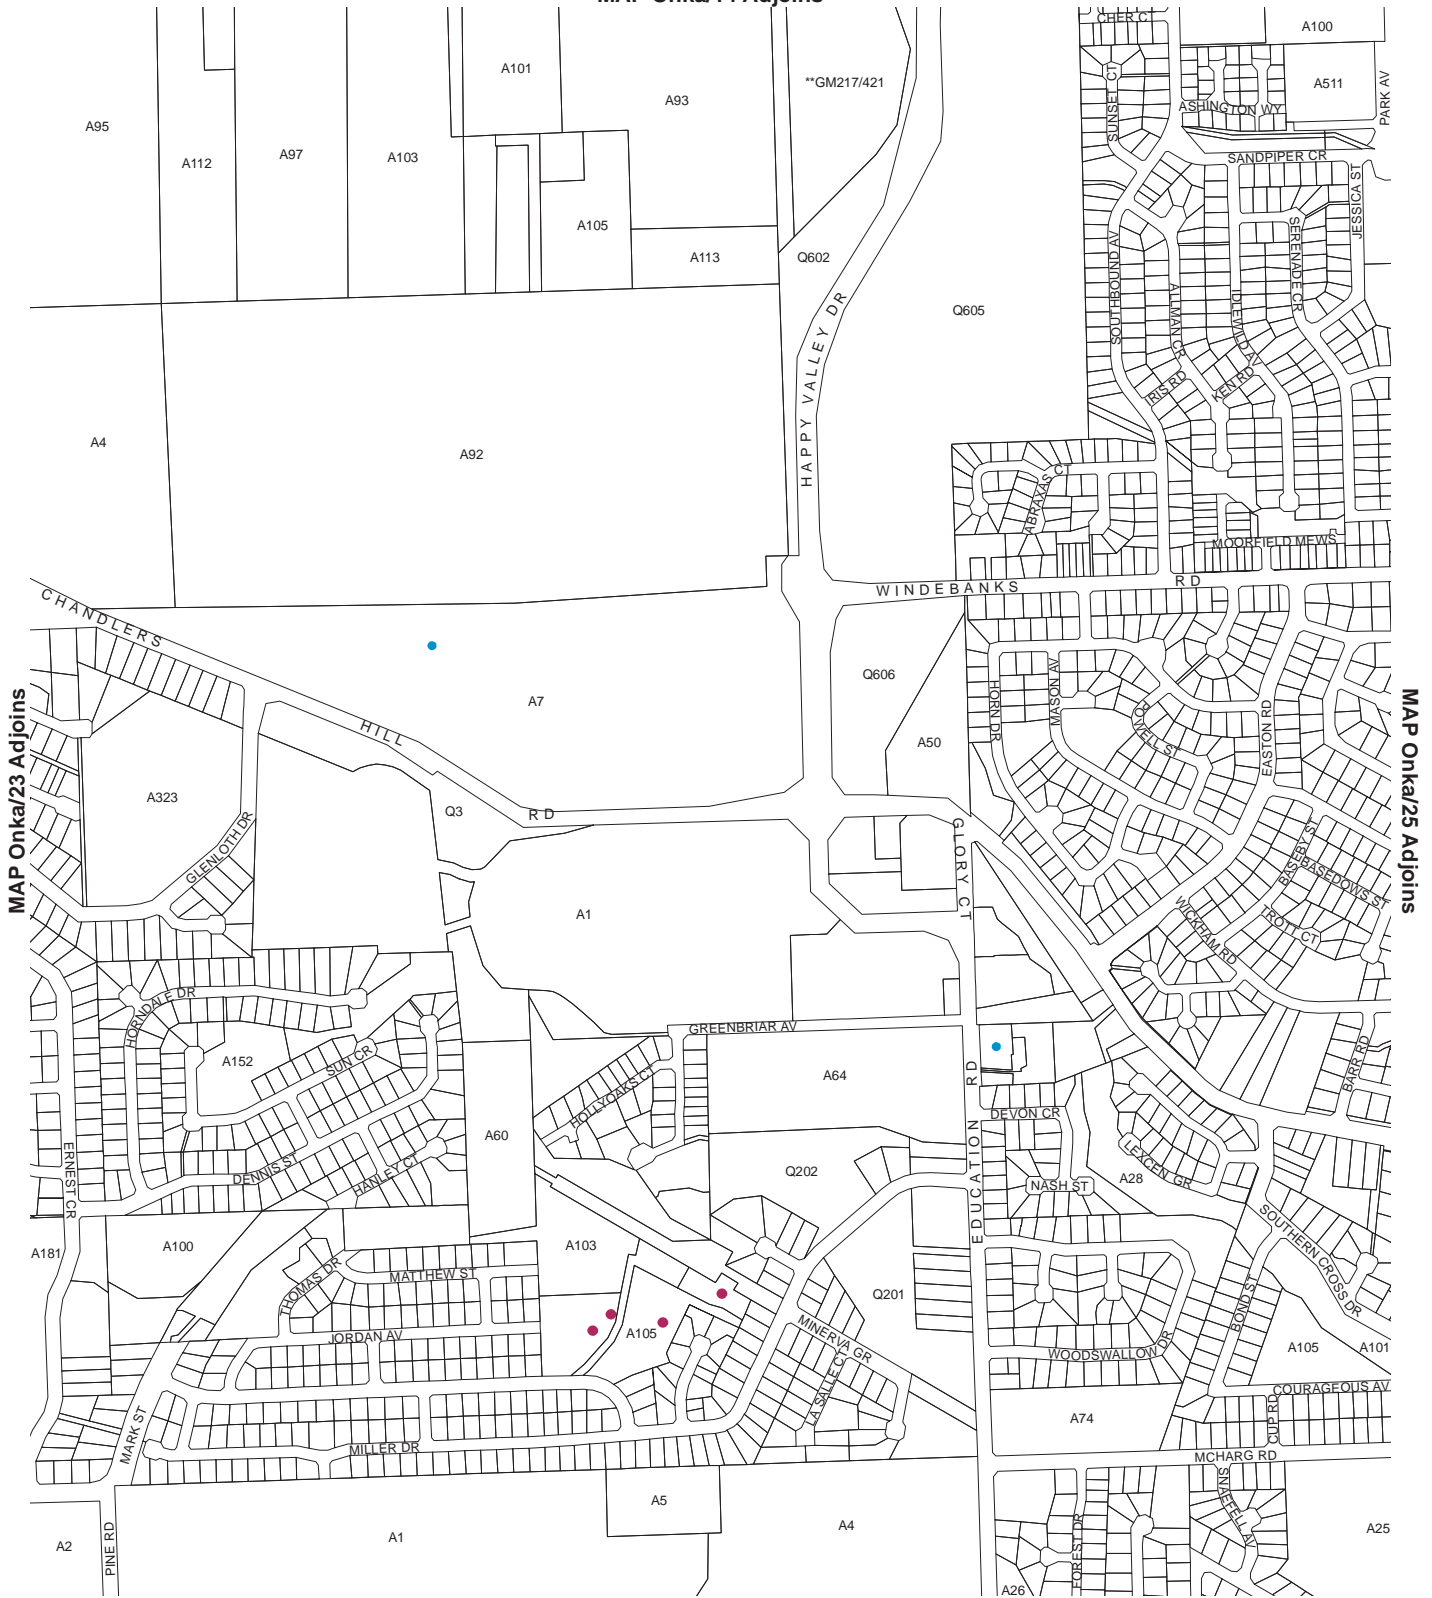 MAP Onka/14 Adjoins
CHER CT
A100
A101
A93
**GM217/421
SUNSET CT
A511
PARK AV
ASHINGTON WY
A95
A112
A97
A103
SANDPIPER CR
JESSICA ST
A105
A113
Q602
SOUTHBOUND AV
SERENADE CR
ALLMAN CR
IDLEWILD AV
Q605
HAPPY VALLEY DR
IRIS RD
KEN RD
A4
A92
ABRAXAS CT
MOORFIELD MEWS
WINDEBANKS RD
CHANDLERS HILL RD
A7
Q606
HORN DR
MASON AV
EASTON RD
A50
MAP Onka/23 Adjoins
MAP Onka/25 Adjoins
A323
Q3
GLENLOTH DR
GLORY CT
BASEBY ST
BASEDOWS ST
A1
WICKHAM RD
TROTT CT
HORNDALE DR
GREENBRIAR AV
A152
SUN CR
A64
EDUCATION RD
BARR RD
HOLLYOAKS CT
DEVON CR
A60
ERNEST CR
DENNIS ST
HANLEY CT
Q202
LEXCEN GR
A28
NASH ST
A181
A100
A103
SOUTHERN CROSS DR
THOMAS DR
MATTHEW ST
Q201
BOND ST
JORDAN AV
A105
MINERVA GR
WOODSWALLOW DR
A105
A101
LA SALLE CT
COURAGEOUS AV
MARK ST
A74
CUP RD
MILLER DR
MCHARG RD
SNAEFELL AV
A5
A2
PINE RD
A1
A4
FOREST DR
A25
A26